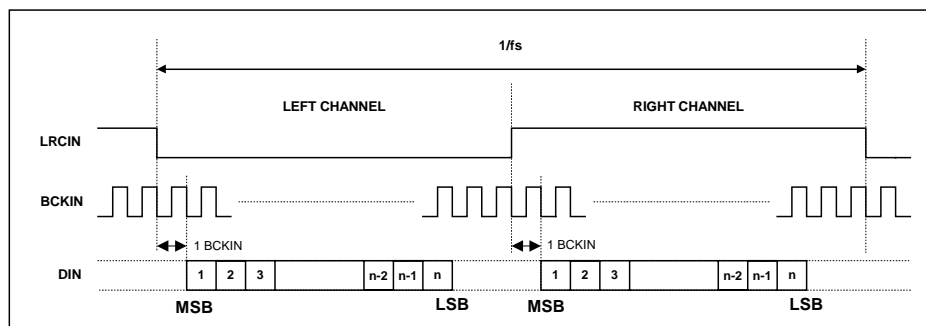 1/fs
LEFT CHANNEL RIGHT CHANNEL
LRCIN
BCKIN
1 BCKIN 1 BCKIN
DIN 1 2 3 n-2 n-1 n 1 2 3 n-2 n-1 n
MSB LSB MSB LSB